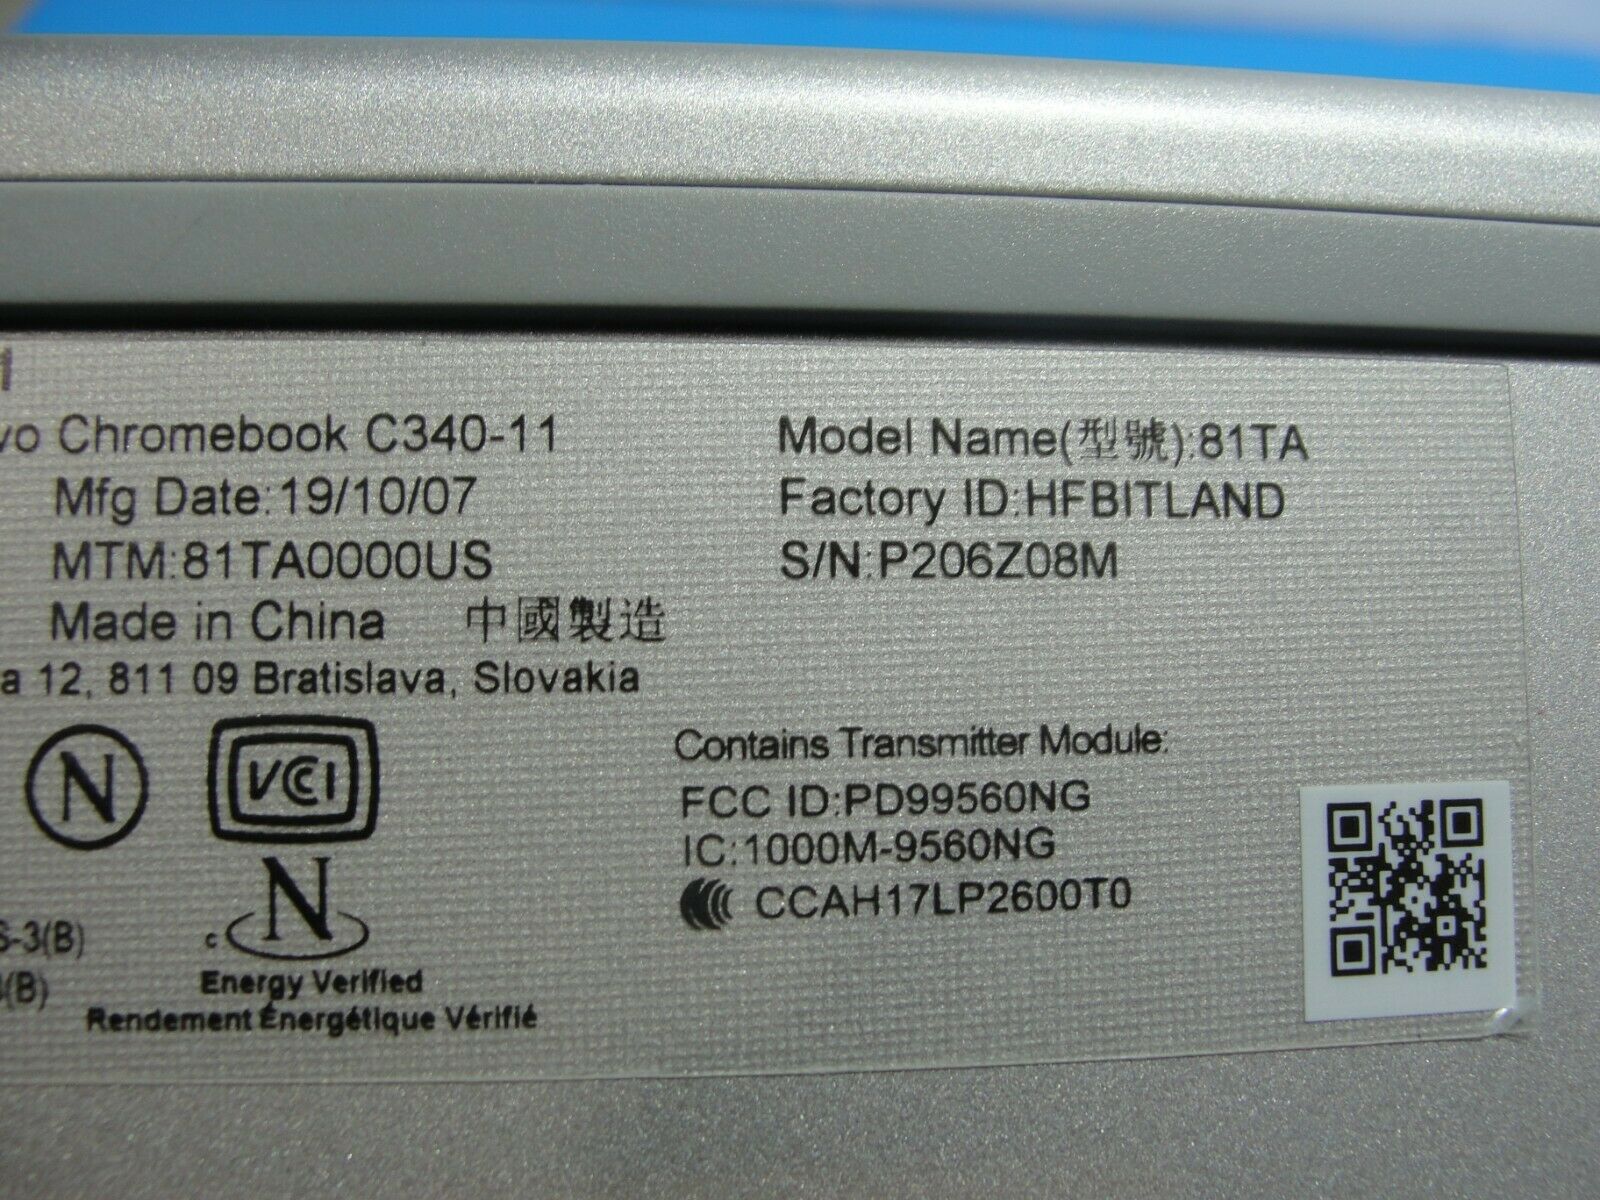 Chromebook C340-11
Mfg Date:19/10/07
MTM:81TA0000US
Made in China 中國製造
a 12, 811 09 Bratislava, Slovakia
Model Name(型號):81TA
Factory ID:HFBITLAND
S/N:P206Z08M
N
VCCI
Contains Transmitter Module:
FCC ID:PD99560NG
IC:1000M-9560NG
CCAH17LP2600T0
-3(B)
(B)
c N
Energy Verified
Rendement Énergétique Vérifié